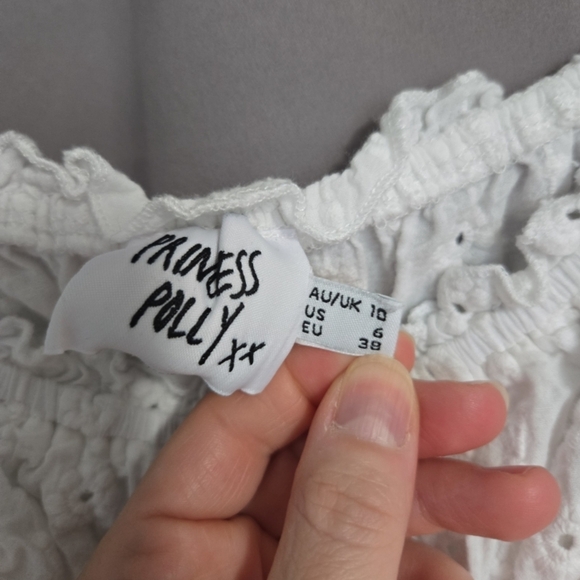 PRINCESS
POLLY
xx
AU/UK 10
US 6
EU 38